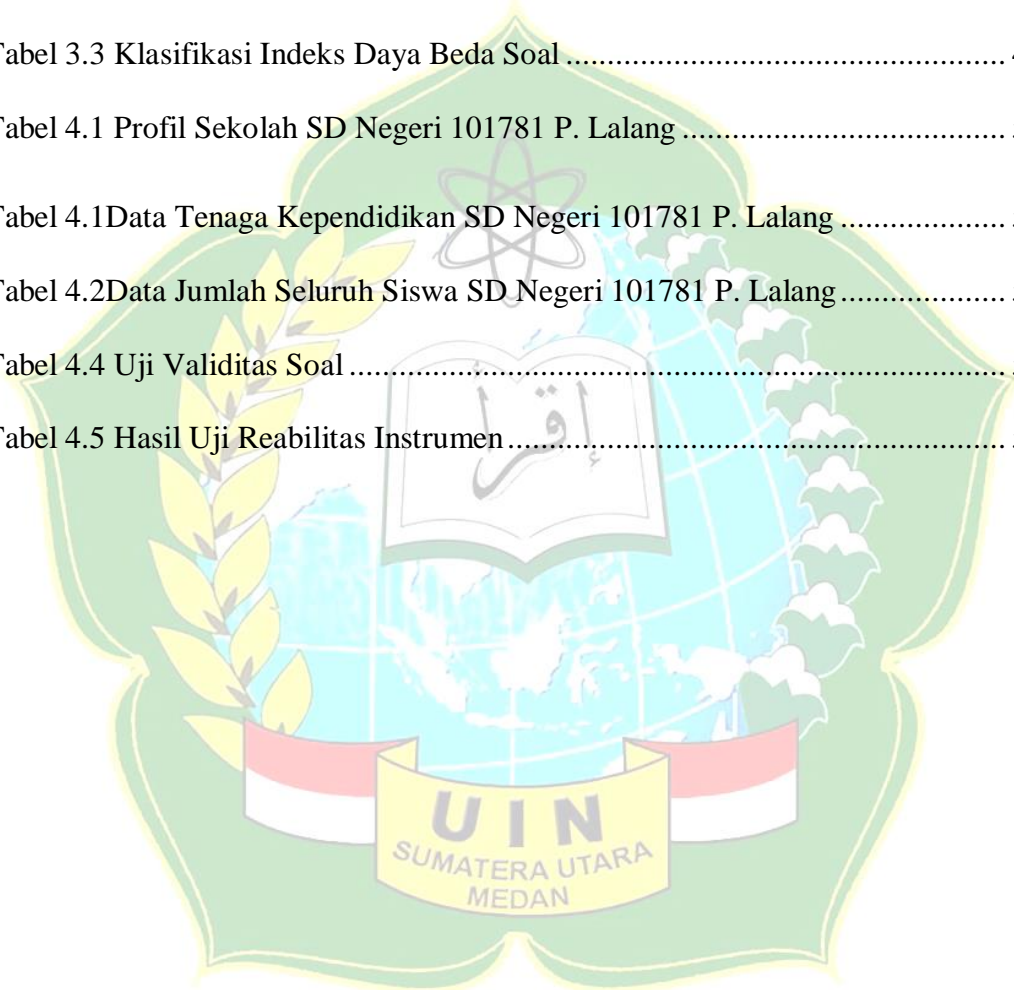 Tabel 3.3 Klasifikasi Indeks Daya Beda Soal ..................................................................
Tabel 4.1 Profil Sekolah SD Negeri 101781 P. Lalang ................................................
Tabel 4.1Data Tenaga Kependidikan SD Negeri 101781 P. Lalang ....................
Tabel 4.2Data Jumlah Seluruh Siswa SD Negeri 101781 P. Lalang ....................
Tabel 4.4 Uji Validitas Soal ..................................................................................
Tabel 4.5 Hasil Uji Reabilitas Instrumen ..............................................................
إقرأ
UIN
SUMATERA UTARA
MEDAN